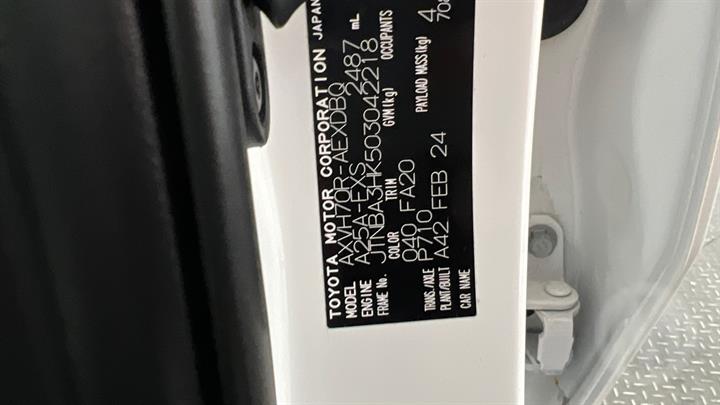 TOYOTA MOTOR CORPORATION JAPAN
MODEL AXVH70R-AEXDBQ
ENGINE A25A-EXS 2487 mL
FRAME No. JTNBA3HK503042218
COLOR TRIM GVM(kg) OCCUPANTS
040 FA20 4
TRANS./AXLE P710 PAYLOAD MASS(kg)
PLANT/BUILT A42 FEB 24
CAR NAME